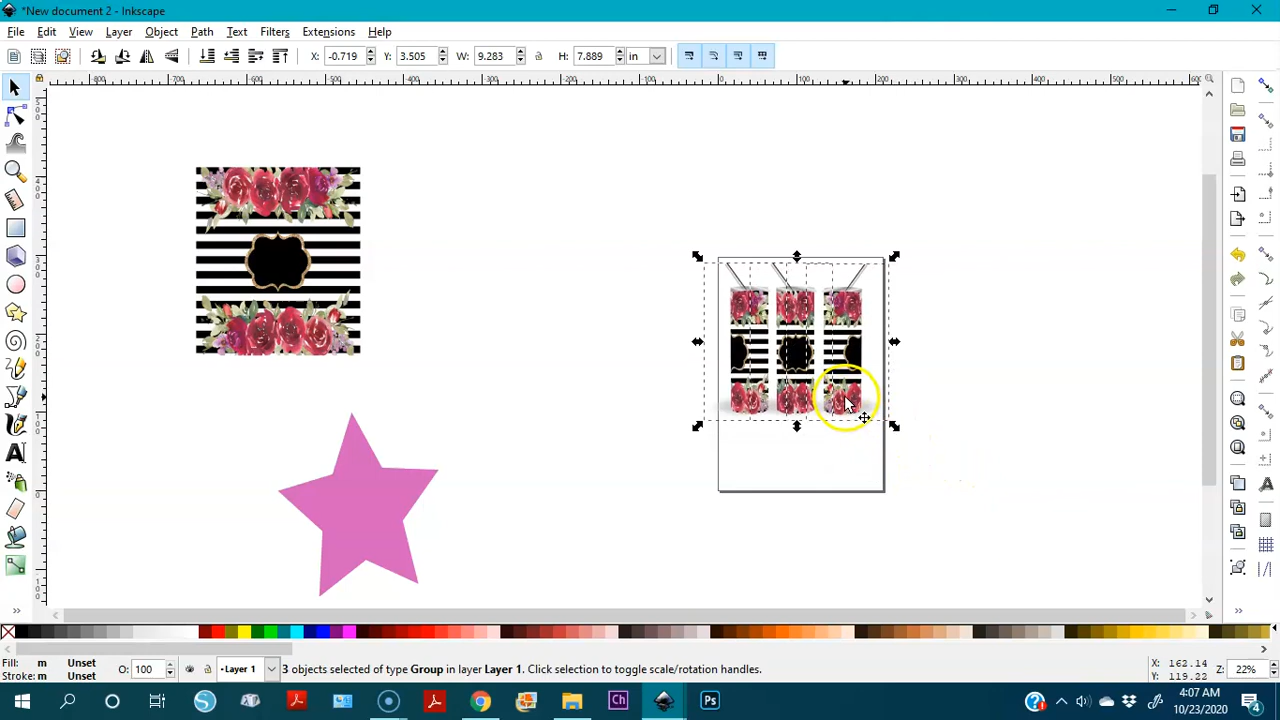 *New document 2 - Inkscape
File Edit View Layer Object Path Text Filters Extensions Help
X: -0.719 Y: 3.505 W: 9.283 H: 7.889 in
Fill: m Unset
Stroke: m Unset
O: 100
•Layer 1
3 objects selected of type Group in layer Layer 1. Click selection to toggle scale/rotation handles.
X: 162.14
Y: 119.22
Z: 22%
Ch
Ps
4:07 AM
10/23/2020
4